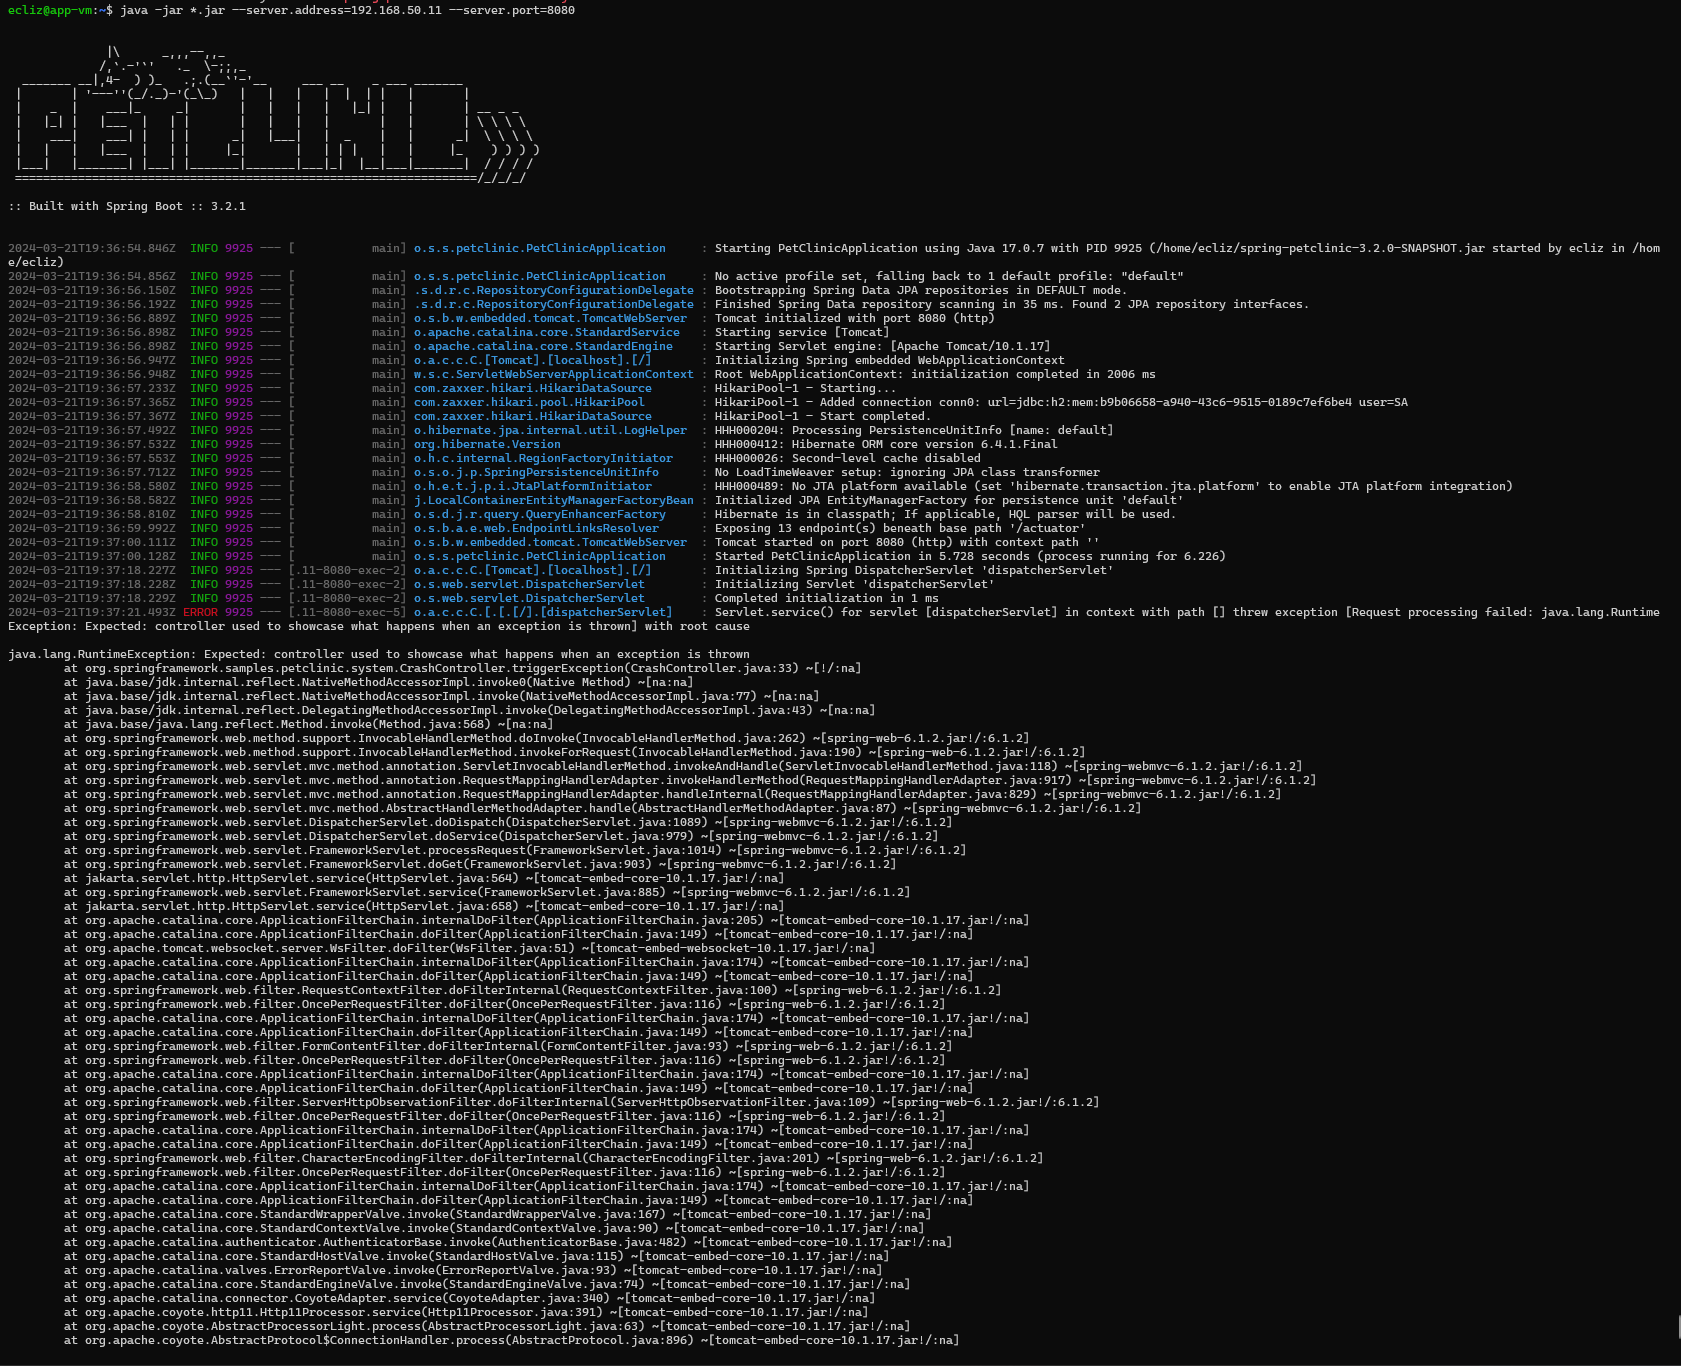 ecliz@app-vm:~$ java -jar *.jar --server.address=192.168.50.11 --server.port=8080
:: Built with Spring Boot :: 3.2.1
2024-03-21T19:36:54.846Z  INFO 9925 --- [           main] o.s.s.petclinic.PetClinicApplication     : Starting PetClinicApplication using Java 17.0.7 with PID 9925 (/home/ecliz/spring-petclinic-3.2.0-SNAPSHOT.jar started by ecliz in /hom
e/ecliz)
2024-03-21T19:36:54.856Z  INFO 9925 --- [           main] o.s.s.petclinic.PetClinicApplication     : No active profile set, falling back to 1 default profile: "default"
2024-03-21T19:36:56.150Z  INFO 9925 --- [           main] .s.d.r.c.RepositoryConfigurationDelegate : Bootstrapping Spring Data JPA repositories in DEFAULT mode.
2024-03-21T19:36:56.192Z  INFO 9925 --- [           main] .s.d.r.c.RepositoryConfigurationDelegate : Finished Spring Data repository scanning in 35 ms. Found 2 JPA repository interfaces.
2024-03-21T19:36:56.889Z  INFO 9925 --- [           main] o.s.b.w.embedded.tomcat.TomcatWebServer  : Tomcat initialized with port 8080 (http)
2024-03-21T19:36:56.898Z  INFO 9925 --- [           main] o.apache.catalina.core.StandardService   : Starting service [Tomcat]
2024-03-21T19:36:56.898Z  INFO 9925 --- [           main] o.apache.catalina.core.StandardEngine    : Starting Servlet engine: [Apache Tomcat/10.1.17]
2024-03-21T19:36:56.947Z  INFO 9925 --- [           main] o.a.c.c.C.[Tomcat].[localhost].[/]       : Initializing Spring embedded WebApplicationContext
2024-03-21T19:36:56.948Z  INFO 9925 --- [           main] w.s.c.ServletWebServerApplicationContext : Root WebApplicationContext: initialization completed in 2006 ms
2024-03-21T19:36:57.233Z  INFO 9925 --- [           main] com.zaxxer.hikari.HikariDataSource       : HikariPool-1 - Starting...
2024-03-21T19:36:57.365Z  INFO 9925 --- [           main] com.zaxxer.hikari.pool.HikariPool        : HikariPool-1 - Added connection conn0: url=jdbc:h2:mem:b9b06658-a940-43c6-9515-0189c7ef6be4 user=SA
2024-03-21T19:36:57.367Z  INFO 9925 --- [           main] com.zaxxer.hikari.HikariDataSource       : HikariPool-1 - Start completed.
2024-03-21T19:36:57.492Z  INFO 9925 --- [           main] o.hibernate.jpa.internal.util.LogHelper  : HHH000204: Processing PersistenceUnitInfo [name: default]
2024-03-21T19:36:57.532Z  INFO 9925 --- [           main] org.hibernate.Version                    : HHH000412: Hibernate ORM core version 6.4.1.Final
2024-03-21T19:36:57.553Z  INFO 9925 --- [           main] o.h.c.internal.RegionFactoryInitiator    : HHH000026: Second-level cache disabled
2024-03-21T19:36:57.712Z  INFO 9925 --- [           main] o.s.o.j.p.SpringPersistenceUnitInfo      : No LoadTimeWeaver setup: ignoring JPA class transformer
2024-03-21T19:36:58.580Z  INFO 9925 --- [           main] o.h.e.t.j.p.i.JtaPlatformInitiator       : HHH000489: No JTA platform available (set 'hibernate.transaction.jta.platform' to enable JTA platform integration)
2024-03-21T19:36:58.582Z  INFO 9925 --- [           main] j.LocalContainerEntityManagerFactoryBean : Initialized JPA EntityManagerFactory for persistence unit 'default'
2024-03-21T19:36:58.810Z  INFO 9925 --- [           main] o.s.d.j.r.query.QueryEnhancerFactory     : Hibernate is in classpath; If applicable, HQL parser will be used.
2024-03-21T19:36:59.992Z  INFO 9925 --- [           main] o.s.b.a.e.web.EndpointLinksResolver      : Exposing 13 endpoint(s) beneath base path '/actuator'
2024-03-21T19:37:00.111Z  INFO 9925 --- [           main] o.s.b.w.embedded.tomcat.TomcatWebServer  : Tomcat started on port 8080 (http) with context path ''
2024-03-21T19:37:00.128Z  INFO 9925 --- [           main] o.s.s.petclinic.PetClinicApplication     : Started PetClinicApplication in 5.728 seconds (process running for 6.226)
2024-03-21T19:37:18.227Z  INFO 9925 --- [.11-8080-exec-2] o.a.c.c.C.[Tomcat].[localhost].[/]       : Initializing Spring DispatcherServlet 'dispatcherServlet'
2024-03-21T19:37:18.229Z  INFO 9925 --- [.11-8080-exec-2] o.s.web.servlet.DispatcherServlet        : Initializing Servlet 'dispatcherServlet'
2024-03-21T19:37:18.229Z  INFO 9925 --- [.11-8080-exec-2] o.s.web.servlet.DispatcherServlet        : Completed initialization in 1 ms
2024-03-21T19:37:21.493Z ERROR 9925 --- [.11-8080-exec-5] o.a.c.c.C.[.[.[/].[dispatcherServlet]    : Servlet.service() for servlet [dispatcherServlet] in context with path [] threw exception [Request processing failed: java.lang.Runtime
Exception: Expected: controller used to showcase what happens when an exception is thrown] with root cause
java.lang.RuntimeException: Expected: controller used to showcase what happens when an exception is thrown
at org.springframework.samples.petclinic.system.CrashController.triggerException(CrashController.java:33) ~[!/:na]
at java.base/jdk.internal.reflect.NativeMethodAccessorImpl.invoke0(Native Method) ~[na:na]
at java.base/jdk.internal.reflect.NativeMethodAccessorImpl.invoke(NativeMethodAccessorImpl.java:77) ~[na:na]
at java.base/jdk.internal.reflect.DelegatingMethodAccessorImpl.invoke(DelegatingMethodAccessorImpl.java:43) ~[na:na]
at java.base/java.lang.reflect.Method.invoke(Method.java:568) ~[na:na]
at org.springframework.web.method.support.InvocableHandlerMethod.doInvoke(InvocableHandlerMethod.java:262) ~[spring-web-6.1.2.jar!/:6.1.2]
at org.springframework.web.method.support.InvocableHandlerMethod.invokeForRequest(InvocableHandlerMethod.java:190) ~[spring-web-6.1.2.jar!/:6.1.2]
at org.springframework.web.servlet.mvc.method.annotation.ServletInvocableHandlerMethod.invokeAndHandle(ServletInvocableHandlerMethod.java:118) ~[spring-webmvc-6.1.2.jar!/:6.1.2]
at org.springframework.web.servlet.mvc.method.annotation.RequestMappingHandlerAdapter.invokeHandlerMethod(RequestMappingHandlerAdapter.java:917) ~[spring-webmvc-6.1.2.jar!/:6.1.2]
at org.springframework.web.servlet.mvc.method.annotation.RequestMappingHandlerAdapter.handleInternal(RequestMappingHandlerAdapter.java:829) ~[spring-webmvc-6.1.2.jar!/:6.1.2]
at org.springframework.web.servlet.mvc.method.AbstractHandlerMethodAdapter.handle(AbstractHandlerMethodAdapter.java:87) ~[spring-webmvc-6.1.2.jar!/:6.1.2]
at org.springframework.web.servlet.DispatcherServlet.doDispatch(DispatcherServlet.java:1089) ~[spring-webmvc-6.1.2.jar!/:6.1.2]
at org.springframework.web.servlet.DispatcherServlet.doService(DispatcherServlet.java:979) ~[spring-webmvc-6.1.2.jar!/:6.1.2]
at org.springframework.web.servlet.FrameworkServlet.processRequest(FrameworkServlet.java:1014) ~[spring-webmvc-6.1.2.jar!/:6.1.2]
at org.springframework.web.servlet.FrameworkServlet.doGet(FrameworkServlet.java:903) ~[spring-webmvc-6.1.2.jar!/:6.1.2]
at jakarta.servlet.http.HttpServlet.service(HttpServlet.java:564) ~[tomcat-embed-core-10.1.17.jar!/:na]
at org.springframework.web.servlet.FrameworkServlet.service(FrameworkServlet.java:885) ~[spring-webmvc-6.1.2.jar!/:6.1.2]
at jakarta.servlet.http.HttpServlet.service(HttpServlet.java:658) ~[tomcat-embed-core-10.1.17.jar!/:na]
at org.apache.catalina.core.ApplicationFilterChain.internalDoFilter(ApplicationFilterChain.java:205) ~[tomcat-embed-core-10.1.17.jar!/:na]
at org.apache.catalina.core.ApplicationFilterChain.doFilter(ApplicationFilterChain.java:149) ~[tomcat-embed-core-10.1.17.jar!/:na]
at org.apache.tomcat.websocket.server.WsFilter.doFilter(WsFilter.java:51) ~[tomcat-embed-websocket-10.1.17.jar!/:na]
at org.apache.catalina.core.ApplicationFilterChain.internalDoFilter(ApplicationFilterChain.java:174) ~[tomcat-embed-core-10.1.17.jar!/:na]
at org.apache.catalina.core.ApplicationFilterChain.doFilter(ApplicationFilterChain.java:149) ~[tomcat-embed-core-10.1.17.jar!/:na]
at org.springframework.web.filter.RequestContextFilter.doFilterInternal(RequestContextFilter.java:100) ~[spring-web-6.1.2.jar!/:6.1.2]
at org.springframework.web.filter.OncePerRequestFilter.doFilter(OncePerRequestFilter.java:116) ~[spring-web-6.1.2.jar!/:6.1.2]
at org.apache.catalina.core.ApplicationFilterChain.internalDoFilter(ApplicationFilterChain.java:174) ~[tomcat-embed-core-10.1.17.jar!/:na]
at org.apache.catalina.core.ApplicationFilterChain.doFilter(ApplicationFilterChain.java:149) ~[tomcat-embed-core-10.1.17.jar!/:na]
at org.springframework.web.filter.FormContentFilter.doFilterInternal(FormContentFilter.java:93) ~[spring-web-6.1.2.jar!/:6.1.2]
at org.springframework.web.filter.OncePerRequestFilter.doFilter(OncePerRequestFilter.java:116) ~[spring-web-6.1.2.jar!/:6.1.2]
at org.apache.catalina.core.ApplicationFilterChain.internalDoFilter(ApplicationFilterChain.java:174) ~[tomcat-embed-core-10.1.17.jar!/:na]
at org.apache.catalina.core.ApplicationFilterChain.doFilter(ApplicationFilterChain.java:149) ~[tomcat-embed-core-10.1.17.jar!/:na]
at org.springframework.web.filter.ServerHttpObservationFilter.doFilterInternal(ServerHttpObservationFilter.java:109) ~[spring-web-6.1.2.jar!/:6.1.2]
at org.springframework.web.filter.OncePerRequestFilter.doFilter(OncePerRequestFilter.java:116) ~[spring-web-6.1.2.jar!/:6.1.2]
at org.apache.catalina.core.ApplicationFilterChain.internalDoFilter(ApplicationFilterChain.java:174) ~[tomcat-embed-core-10.1.17.jar!/:na]
at org.apache.catalina.core.ApplicationFilterChain.doFilter(ApplicationFilterChain.java:149) ~[tomcat-embed-core-10.1.17.jar!/:na]
at org.springframework.web.filter.CharacterEncodingFilter.doFilterInternal(CharacterEncodingFilter.java:201) ~[spring-web-6.1.2.jar!/:6.1.2]
at org.springframework.web.filter.OncePerRequestFilter.doFilter(OncePerRequestFilter.java:116) ~[spring-web-6.1.2.jar!/:6.1.2]
at org.apache.catalina.core.ApplicationFilterChain.internalDoFilter(ApplicationFilterChain.java:174) ~[tomcat-embed-core-10.1.17.jar!/:na]
at org.apache.catalina.core.ApplicationFilterChain.doFilter(ApplicationFilterChain.java:149) ~[tomcat-embed-core-10.1.17.jar!/:na]
at org.apache.catalina.core.StandardWrapperValve.invoke(StandardWrapperValve.java:167) ~[tomcat-embed-core-10.1.17.jar!/:na]
at org.apache.catalina.core.StandardContextValve.invoke(StandardContextValve.java:90) ~[tomcat-embed-core-10.1.17.jar!/:na]
at org.apache.catalina.authenticator.AuthenticatorBase.invoke(AuthenticatorBase.java:482) ~[tomcat-embed-core-10.1.17.jar!/:na]
at org.apache.catalina.core.StandardHostValve.invoke(StandardHostValve.java:115) ~[tomcat-embed-core-10.1.17.jar!/:na]
at org.apache.catalina.valves.ErrorReportValve.invoke(ErrorReportValve.java:93) ~[tomcat-embed-core-10.1.17.jar!/:na]
at org.apache.catalina.core.StandardEngineValve.invoke(StandardEngineValve.java:74) ~[tomcat-embed-core-10.1.17.jar!/:na]
at org.apache.catalina.connector.CoyoteAdapter.service(CoyoteAdapter.java:340) ~[tomcat-embed-core-10.1.17.jar!/:na]
at org.apache.coyote.http11.Http11Processor.service(Http11Processor.java:391) ~[tomcat-embed-core-10.1.17.jar!/:na]
at org.apache.coyote.AbstractProcessorLight.process(AbstractProcessorLight.java:63) ~[tomcat-embed-core-10.1.17.jar!/:na]
at org.apache.coyote.AbstractProtocol$ConnectionHandler.process(AbstractProtocol.java:896) ~[tomcat-embed-core-10.1.17.jar!/:na]